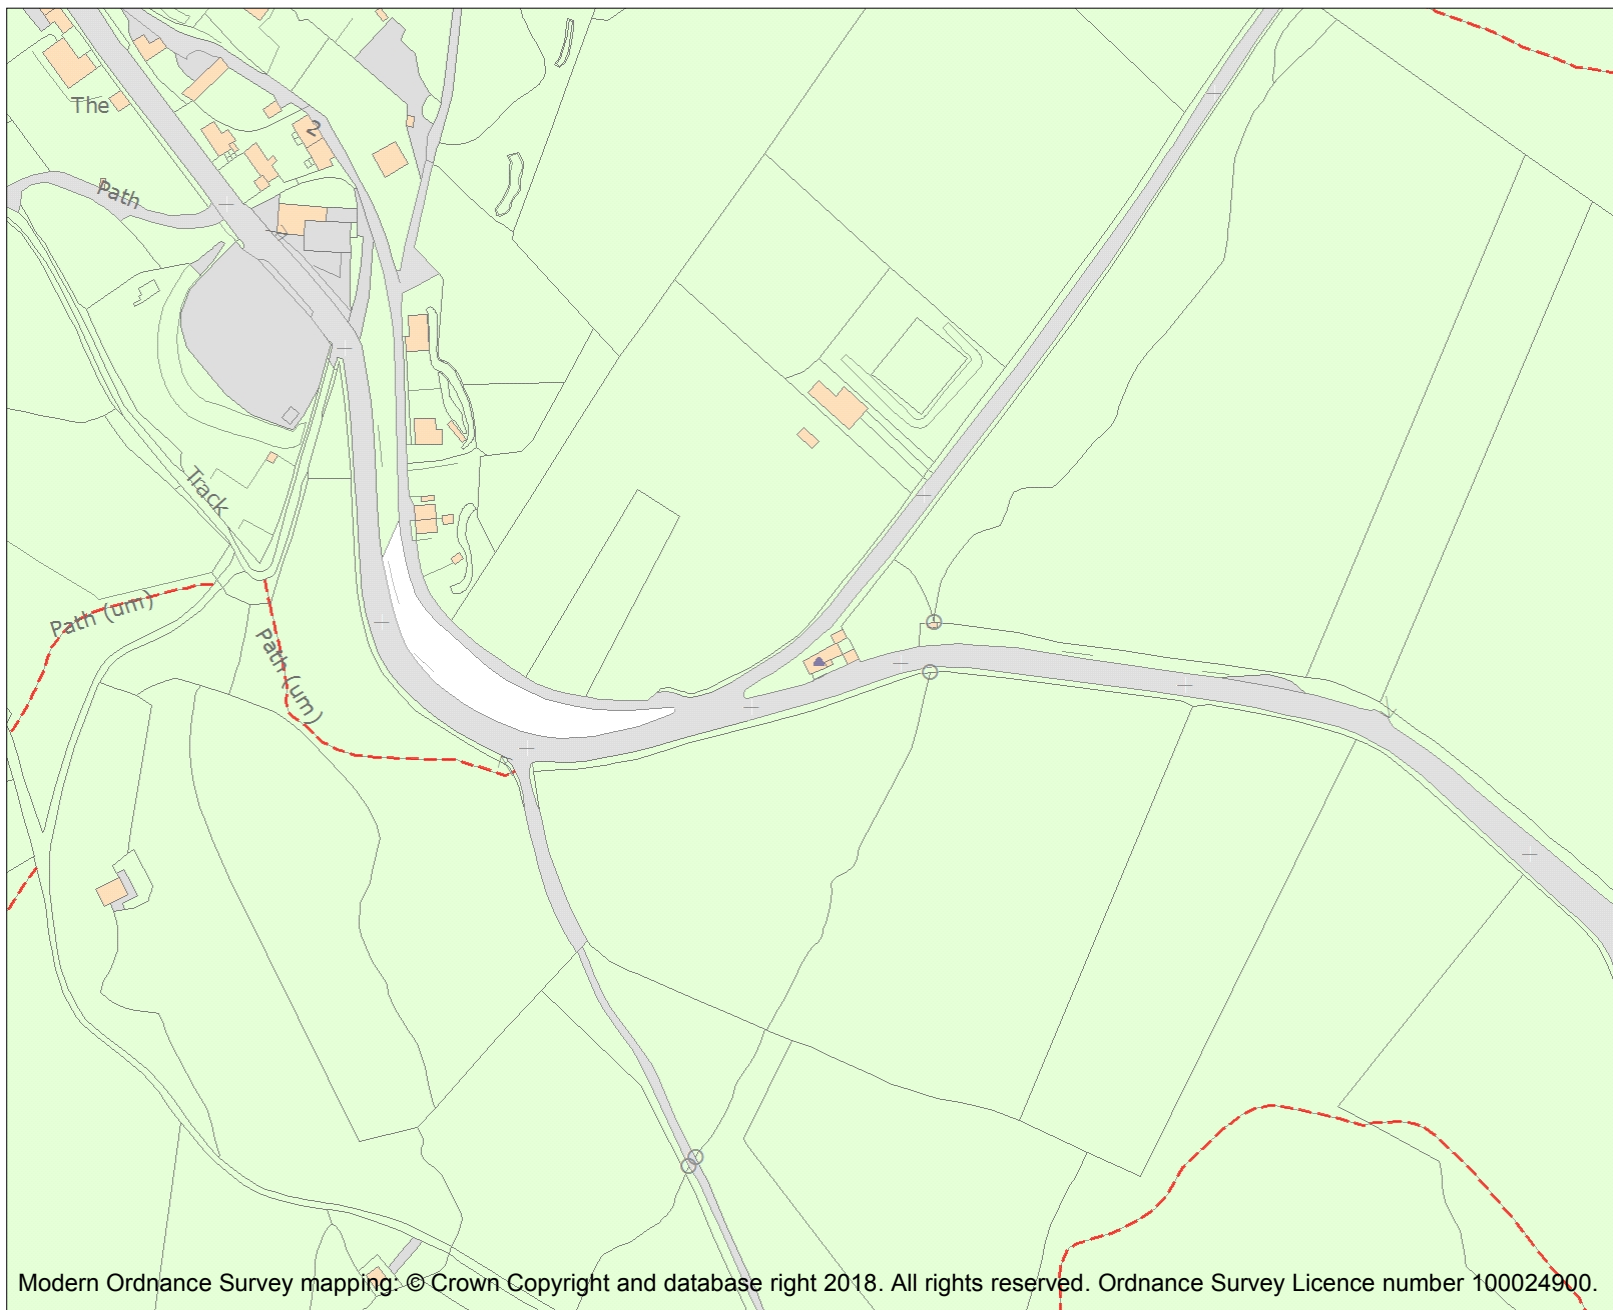 The
2
Path
Track
Path (um)
Path (um)
Modern Ordnance Survey mapping: © Crown Copyright and database right 2018. All rights reserved. Ordnance Survey Licence number 100024900.